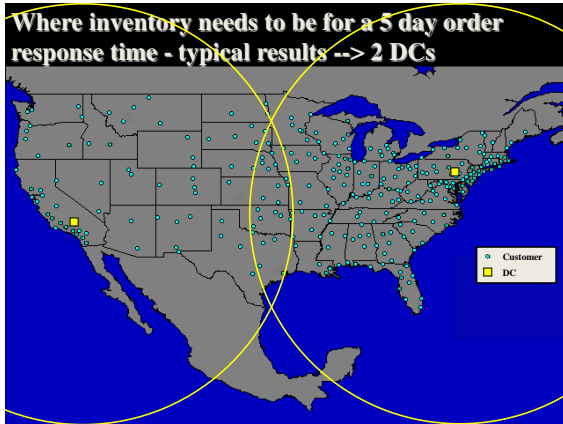 Where inventory needs to be for a 5 day order
response time - typical results --> 2 DCs
Customer
DC